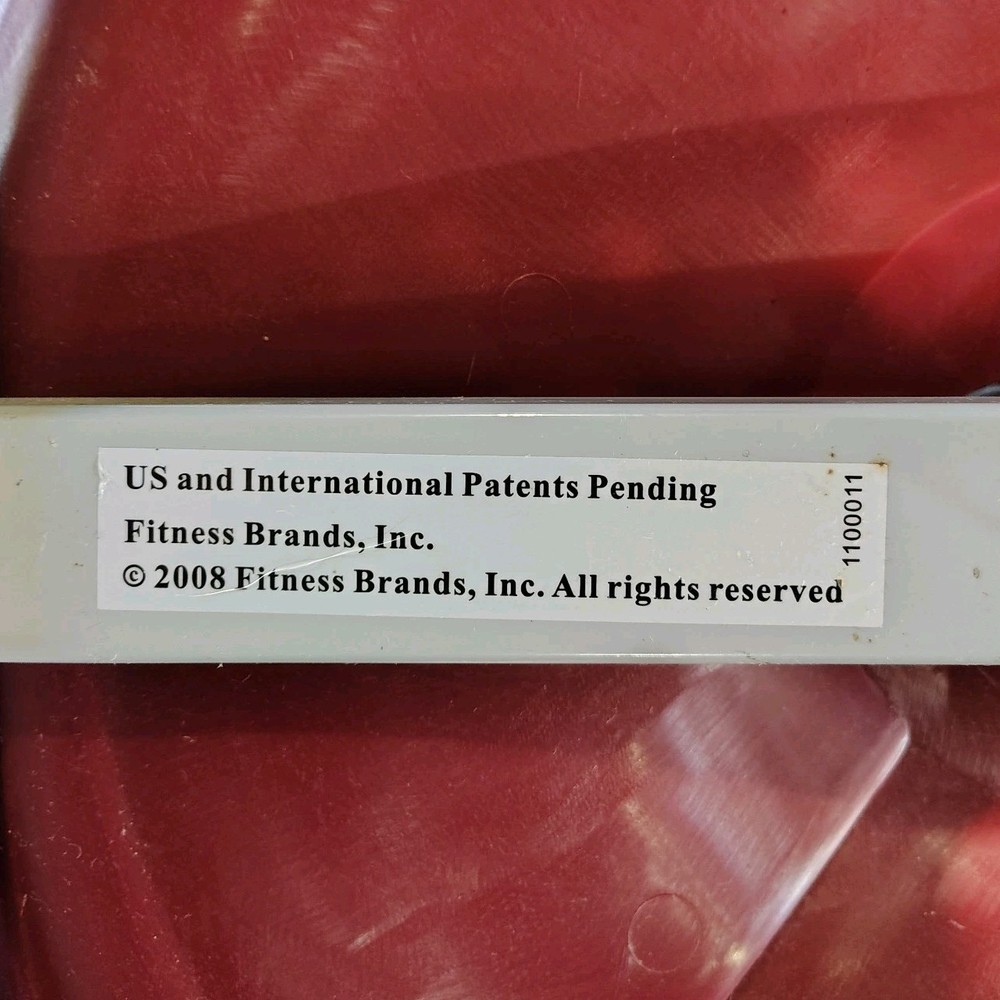 US and International Patents Pending
Fitness Brands, Inc.
© 2008 Fitness Brands, Inc. All rights reserved
1100011